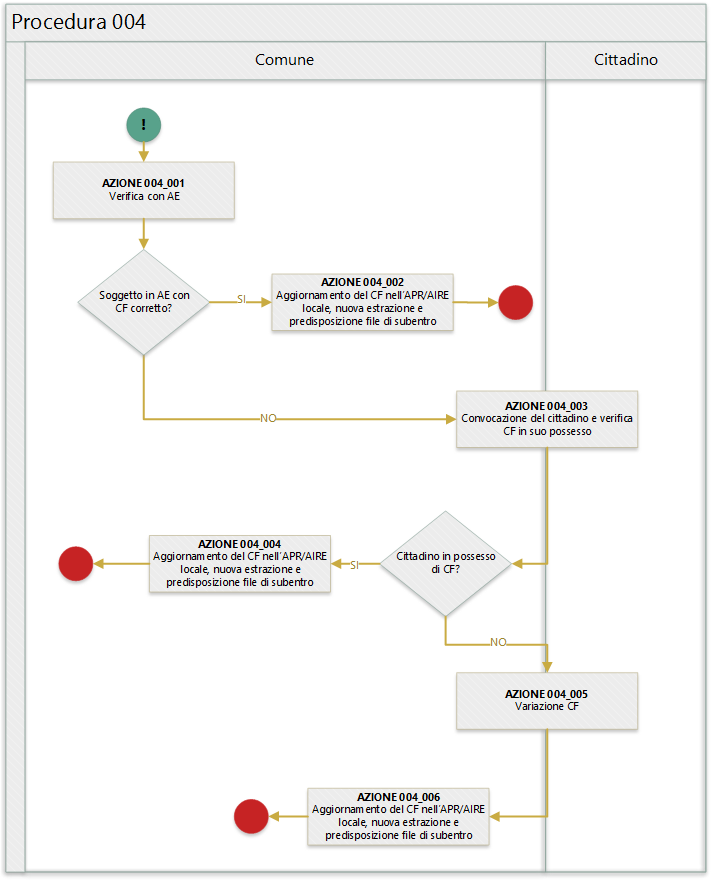 Procedura 004
Comune
Cittadino
!
AZIONE 004_001
Verifica con AE
Soggetto in AE con
CF corretto?
SI
AZIONE 004_002
Aggiornamento del CF nell'APR/AIRE
locale, nuova estrazione e
predisposizione file di subentro
NO
AZIONE 004_003
Convocazione del cittadino e verifica
CF in suo possesso
Cittadino in possesso
di CF?
SI
AZIONE 004_004
Aggiornamento del CF nell'APR/AIRE
locale, nuova estrazione e
predisposizione file di subentro
NO
AZIONE 004_005
Variazione CF
AZIONE 004_006
Aggiornamento del CF nell'APR/AIRE
locale, nuova estrazione e
predisposizione file di subentro